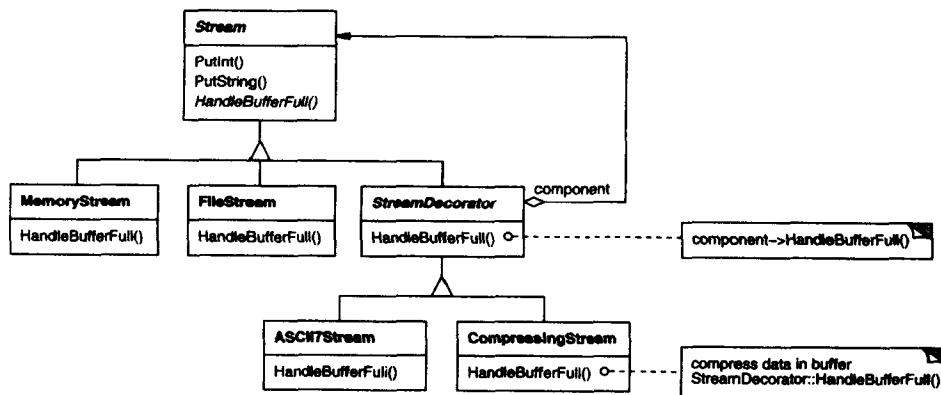 Stream
PutInt()
PutString()
HandleBufferFull()
component
MemoryStream
HandleBufferFull()
FileStream
HandleBufferFull()
StreamDecorator
HandleBufferFull()
component->HandleBufferFull()
ASCII7Stream
HandleBufferFull()
CompressingStream
HandleBufferFull()
compress data in buffer
StreamDecorator::HandleBufferFull()